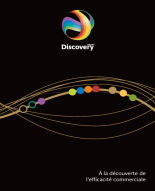 Discovery
À la découverte de
l'efficacité commerciale